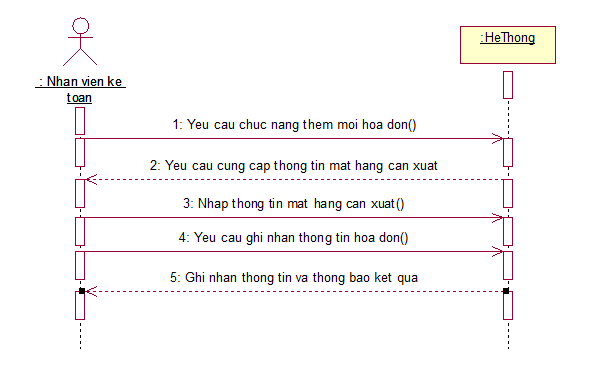 :HeThong
: Nhan vien ke
toan
1: Yeu cau chuc nang them moi hoa don()
2: Yeu cau cung cap thong tin mat hang can xuat
3: Nhap thong tin mat hang can xuat()
4: Yeu cau ghi nhan thong tin hoa don()
5: Ghi nhan thong tin va thong bao ket qua